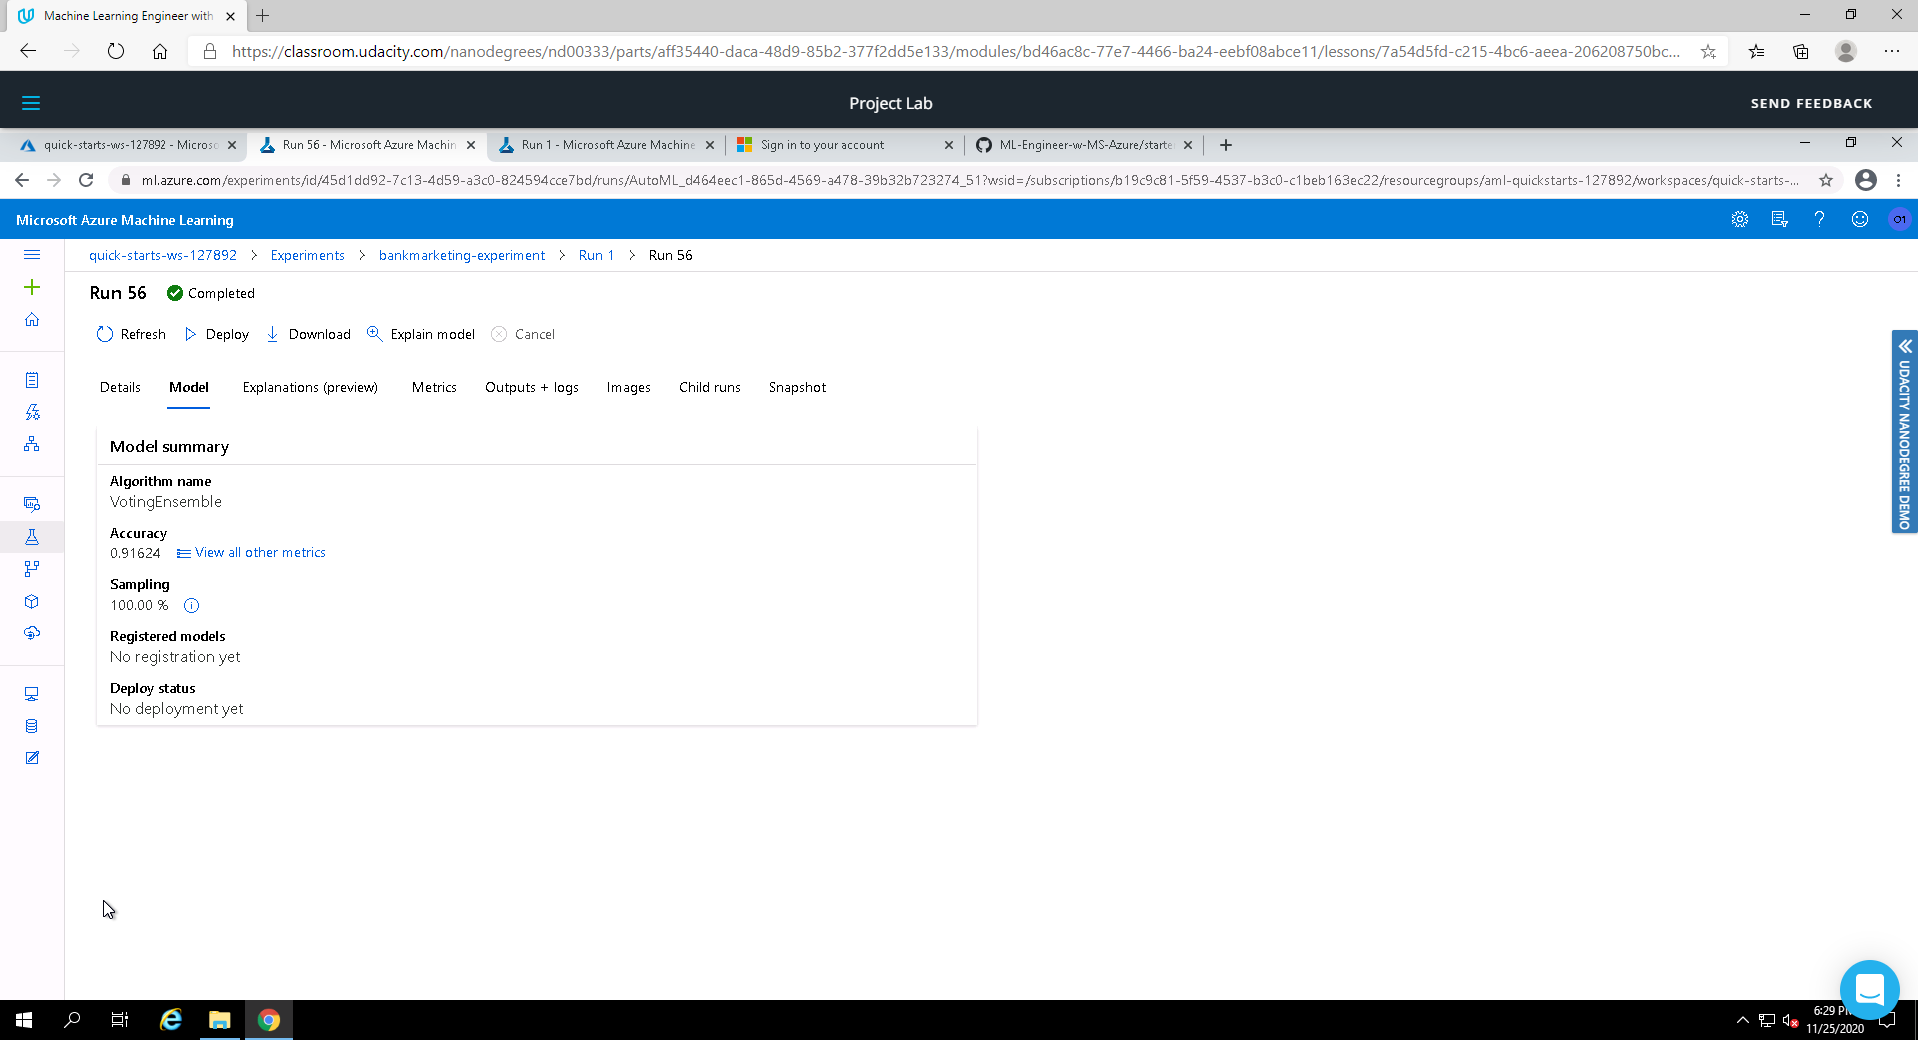 Machine Learning Engineer with
https://classroom.udacity.com/nanodegrees/nd00333/parts/aff35440-daca-48d9-85b2-377f2dd5e133/modules/bd46ac8c-77e7-4466-ba24-eebf08abce11/lessons/7a54d5fd-c215-4bc6-aeea-206208750bc...
Project Lab
SEND FEEDBACK
quick-starts-ws-127892 - Microso
Run 56 - Microsoft Azure Machin
Run 1 - Microsoft Azure Machine
Sign in to your account
ML-Engineer-w-MS-Azure/starte
ml.azure.com/experiments/id/45d1dd92-7c13-4d59-a3c0-824594cce7bd/runs/AutoML_d464eec1-865d-4569-a478-39b32b723274_51?wsid=/subscriptions/b19c9c81-5f59-4537-b3c0-c1beb163ec22/resourcegroups/aml-quickstarts-127892/workspaces/quick-starts-...
Microsoft Azure Machine Learning
O1
quick-starts-ws-127892 > Experiments > bankmarketing-experiment > Run 1 > Run 56
Run 56 Completed
Refresh Deploy Download Explain model Cancel
Details Model Explanations (preview) Metrics Outputs + logs Images Child runs Snapshot
UDACITY NANODEGREE DEMO
Model summary
Algorithm name
VotingEnsemble
Accuracy
0.91624 View all other metrics
Sampling
100.00 %
Registered models
No registration yet
Deploy status
No deployment yet
6:29
11/25/2020